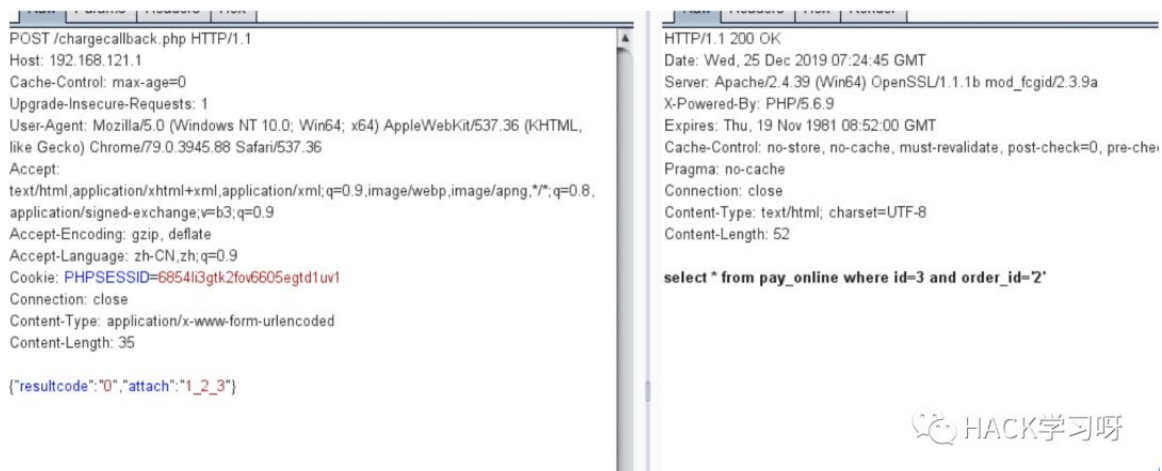 POST /chargecallback.php HTTP/1.1
Host: 192.168.121.1
Cache-Control: max-age=0
Upgrade-Insecure-Requests: 1
User-Agent: Mozilla/5.0 (Windows NT 10.0; Win64; x64) AppleWebKit/537.36 (KHTML,
like Gecko) Chrome/79.0.3945.88 Safari/537.36
Accept:
text/html,application/xhtml+xml,application/xml;q=0.9,image/webp,image/apng,*/*;q=0.8,
application/signed-exchange;v=b3;q=0.9
Accept-Encoding: gzip, deflate
Accept-Language: zh-CN,zh;q=0.9
Cookie: PHPSESSID=6854li3gtk2fov6605egtd1uv1
Connection: close
Content-Type: application/x-www-form-urlencoded
Content-Length: 35
{"resultcode":"0","attach":"1_2_3"}
HTTP/1.1 200 OK
Date: Wed, 25 Dec 2019 07:24:45 GMT
Server: Apache/2.4.39 (Win64) OpenSSL/1.1.1b mod_fcgid/2.3.9a
X-Powered-By: PHP/5.6.9
Expires: Thu, 19 Nov 1981 08:52:00 GMT
Cache-Control: no-store, no-cache, must-revalidate, post-check=0, pre-che
Pragma: no-cache
Connection: close
Content-Type: text/html; charset=UTF-8
Content-Length: 52
select * from pay_online where id=3 and order_id='2'
HACK学习呀